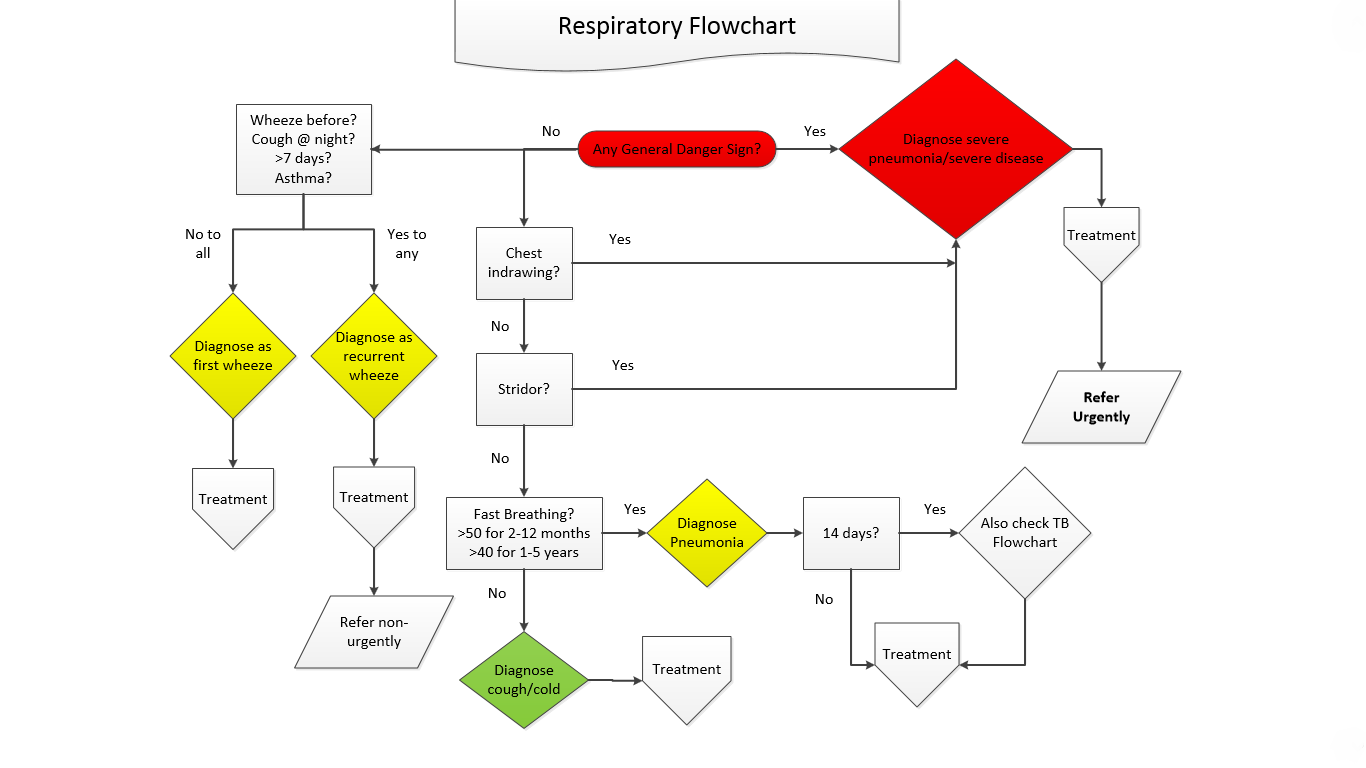 Respiratory Flowchart
Wheeze before?
Cough @ night?
>7 days?
Asthma?
No
Any General Danger Sign?
Yes
Diagnose severe
pneumonia/severe disease
Treatment
Refer
Urgently
No to
all
Yes to
any
Chest
indrawing?
Yes
No
Diagnose as
first wheeze
Diagnose as
recurrent
wheeze
Stridor?
Yes
No
Treatment
Treatment
Refer non-
urgently
Fast Breathing?
>50 for 2-12 months
>40 for 1-5 years
Yes
Diagnose
Pneumonia
14 days?
Yes
Also check TB
Flowchart
No
No
Treatment
Diagnose
cough/cold
Treatment